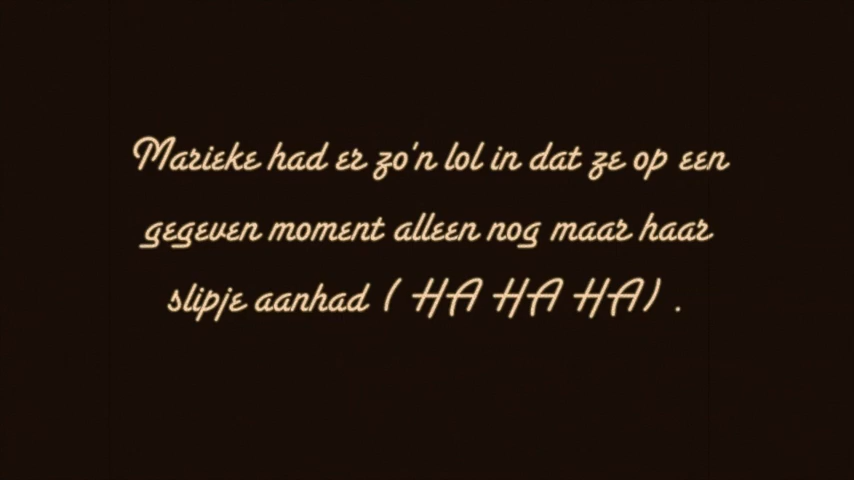 Marieke had er zo'n lol in dat ze op een
gegeven moment alleen nog maar haar
slipje aanhad ( HA HA HA) .